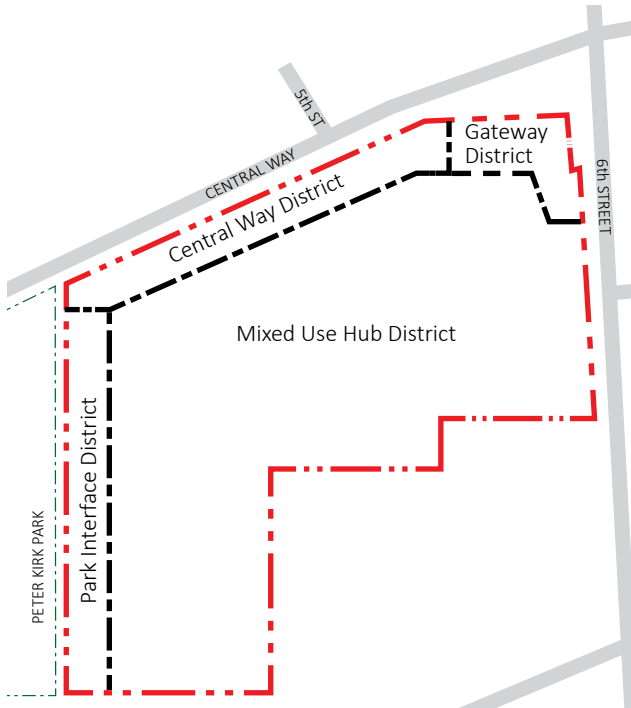 5th ST
CENTRAL WAY
Gateway
District
6th STREET
Central Way District
Mixed Use Hub District
Park Interface District
PETER KIRK PARK